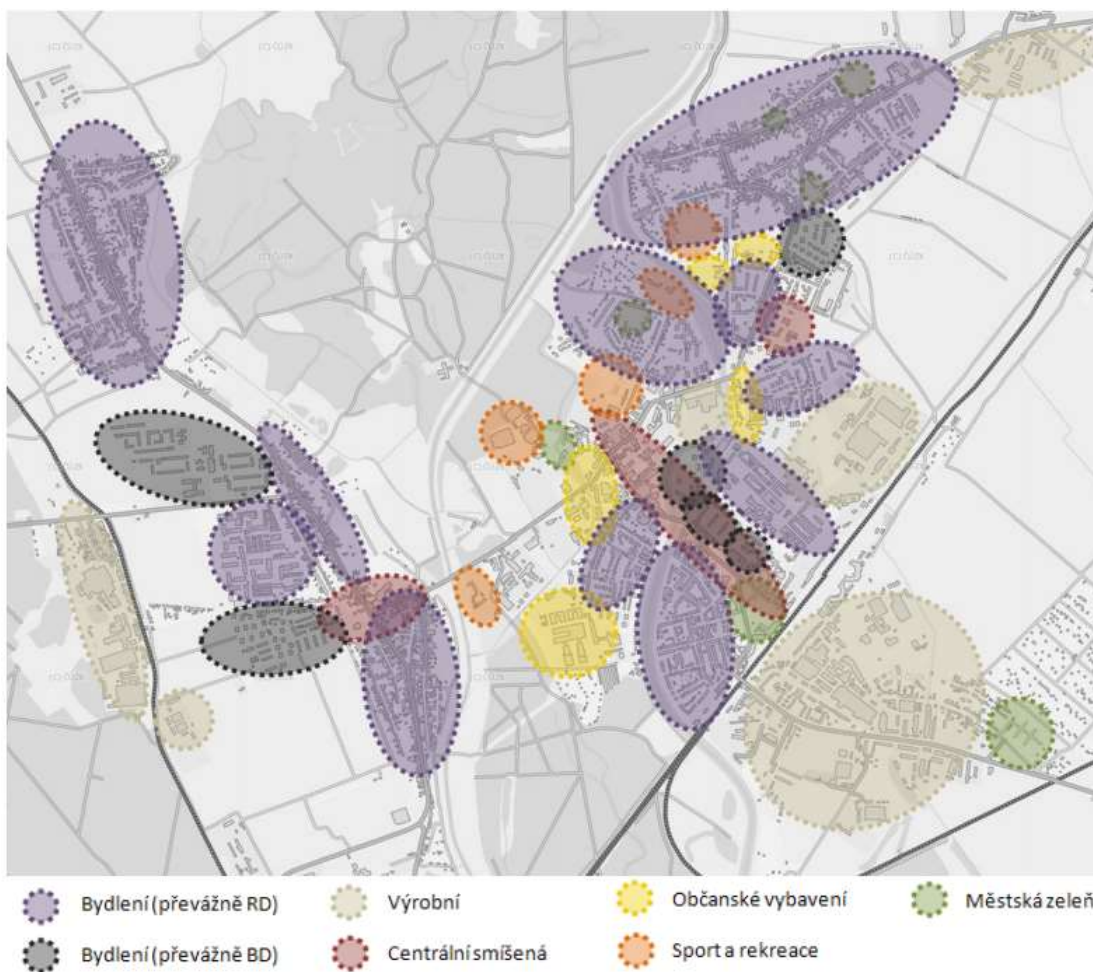 Bydlení (převážně RD)
Výrobní
Občanské vybavení
Městská zeleň
Bydlení (převážně BD)
Centrální smíšená
Sport a rekreace